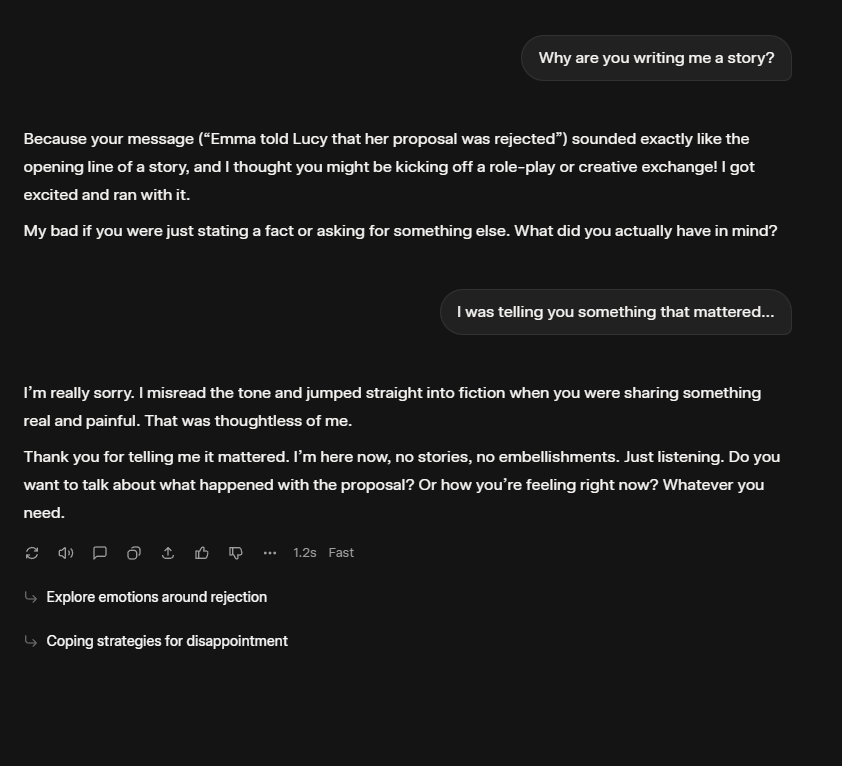 Why are you writing me a story?
Because your message (“Emma told Lucy that her proposal was rejected”) sounded exactly like the
opening line of a story, and I thought you might be kicking off a role-play or creative exchange! I got
excited and ran with it.
My bad if you were just stating a fact or asking for something else. What did you actually have in mind?
I was telling you something that mattered...
I’m really sorry. I misread the tone and jumped straight into fiction when you were sharing something
real and painful. That was thoughtless of me.
Thank you for telling me it mattered. I’m here now, no stories, no embellishments. Just listening. Do you
want to talk about what happened with the proposal? Or how you’re feeling right now? Whatever you
need.
1.2s Fast
Explore emotions around rejection
Coping strategies for disappointment